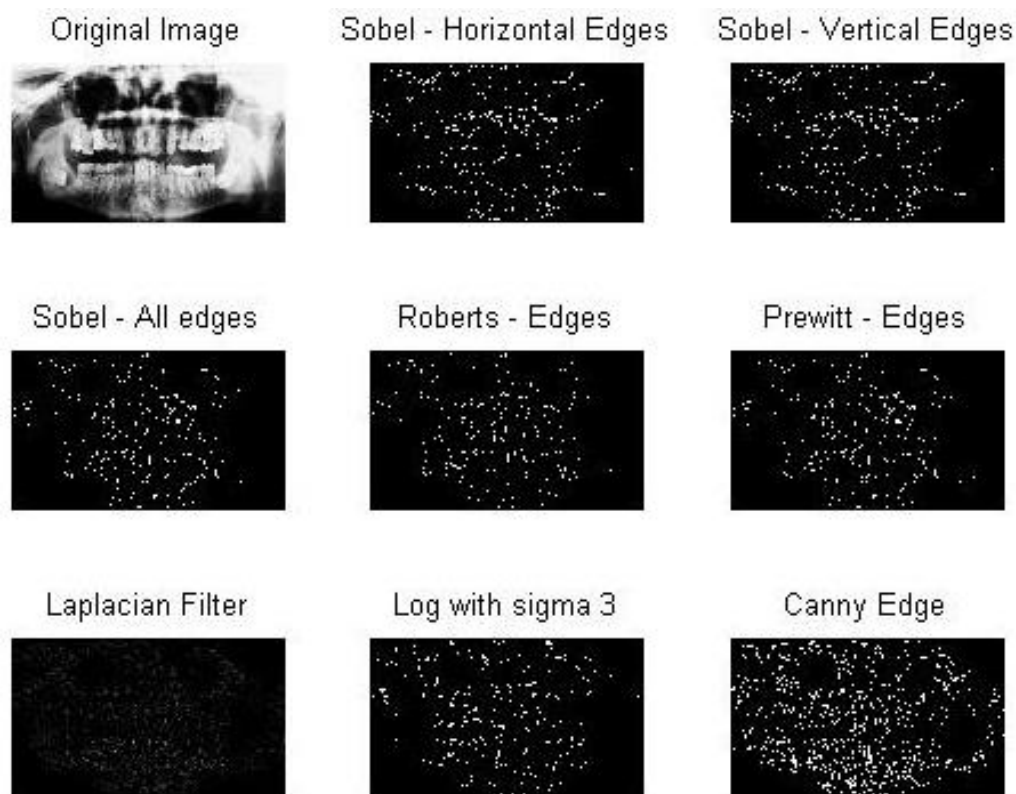 Original Image
Sobel - Horizontal Edges
Sobel - Vertical Edges
Sobel - All edges
Roberts - Edges
Prewitt - Edges
Laplacian Filter
Log with sigma 3
Canny Edge